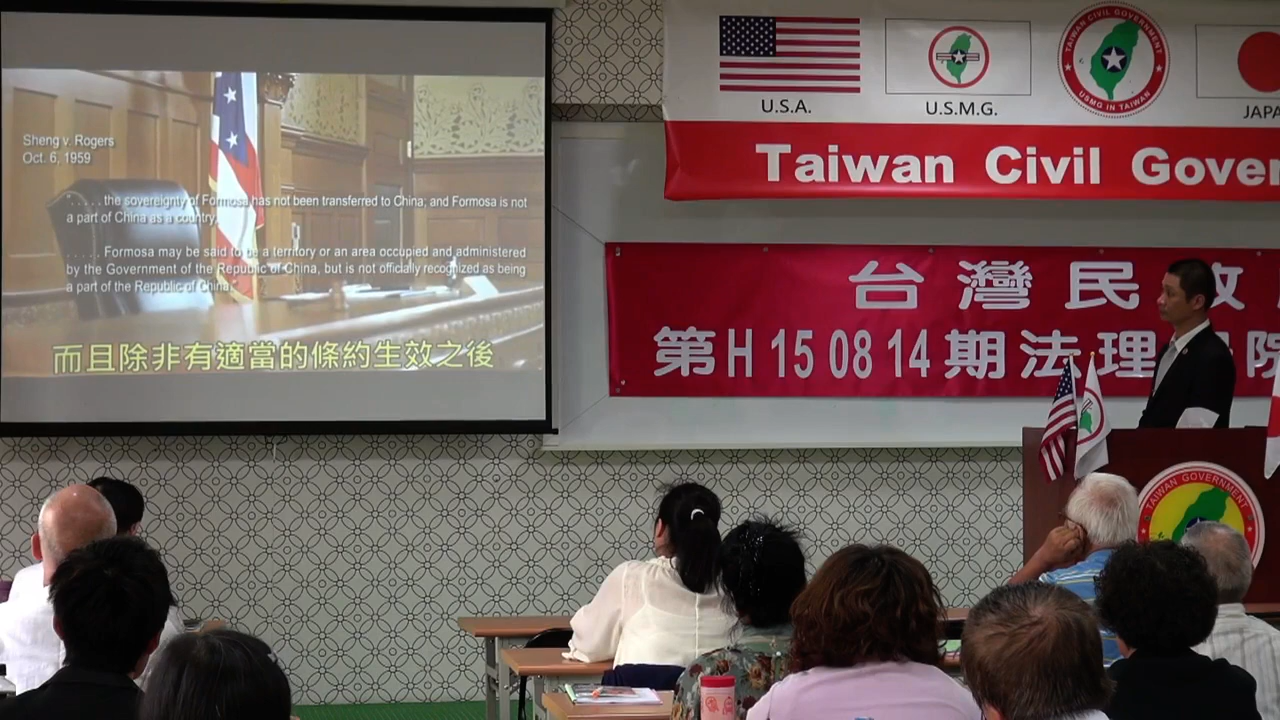 Sheng v. Rogers
Oct. 6, 1959
. . . . . . the sovereignty of Formosa has not been transferred to China; and Formosa is not
a part of China as a country.
. . . . . Formosa may be said to be a territory or an area occupied and administered
by the Government of the Republic of China, but is not officially recognized as being
a part of the Republic of China."
而且除非有適當的條約生效之後
U.S.A.
U.S.M.G.
TAIWAN CIVIL GOVERNMENT
USMG IN TAIWAN
JAPA
Taiwan Civil Gover
台灣民政
第H 15 08 14期法理 院
TAIWAN GOVERNMENT